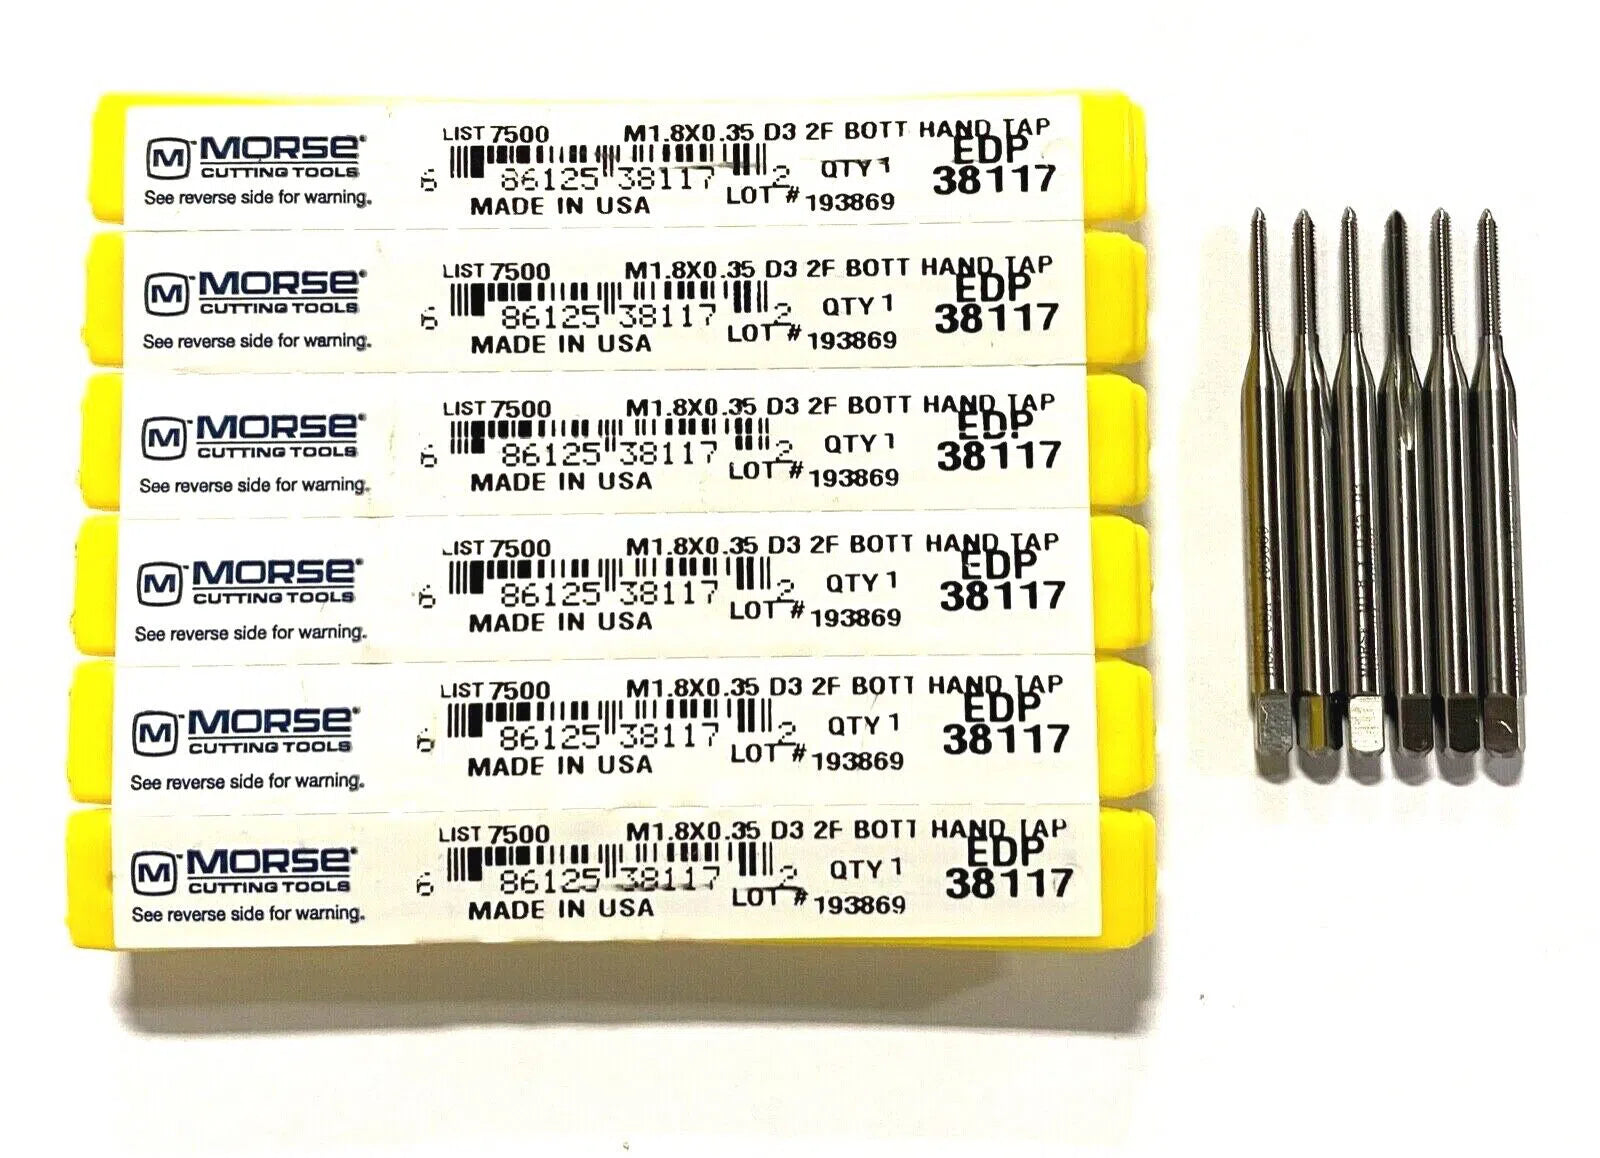 M MORSE
CUTTING TOOLS
See reverse side for warning.
LIST 7500 M1.8X0.35 D3 2F BOTT HAND TAP
EDP
6 86125 38117 2 QTY 1
38117
MADE IN USA LOT # 193869
M MORSE
CUTTING TOOLS
See reverse side for warning.
LIST 7500 M1.8X0.35 D3 2F BOTT HAND TAP
EDP
6 86125 38117 2 QTY 1
38117
MADE IN USA LOT # 193869
M MORSE
CUTTING TOOLS
See reverse side for warning.
LIST 7500 M1.8X0.35 D3 2F BOTT HAND TAP
EDP
6 86125 38117 2 QTY 1
38117
MADE IN USA LOT # 193869
M MORSE
CUTTING TOOLS
See reverse side for warning.
LIST 7500 M1.8X0.35 D3 2F BOTT HAND TAP
EDP
6 86125 38117 2 QTY 1
38117
MADE IN USA LOT # 193869
M MORSE
CUTTING TOOLS
See reverse side for warning.
LIST 7500 M1.8X0.35 D3 2F BOTT HAND TAP
EDP
6 86125 38117 2 QTY 1
38117
MADE IN USA LOT # 193869
M MORSE
CUTTING TOOLS
See reverse side for warning.
LIST 7500 M1.8X0.35 D3 2F BOTT HAND TAP
EDP
6 86125 38117 2 QTY 1
38117
MADE IN USA LOT # 193869
MORSE M1.8 X 0.35 D3